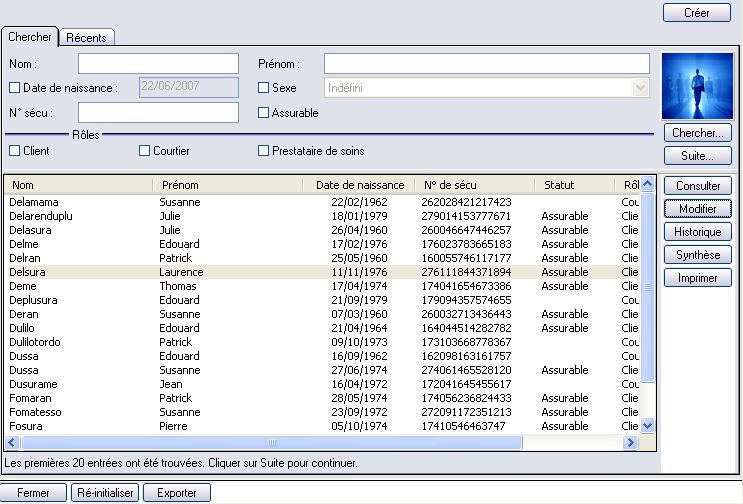 Créer
Chercher Récents
Nom : Prénom :
Date de naissance : 22/06/2007 Sexe Indéfini
N° sécu : Assurable
Rôles
Client Courtier Prestataire de soins
Chercher...
Suite...
Consulter
Modifier
Historique
Synthèse
Imprimer
Nom Prénom Date de naissance N° de sécu Statut Rôl
Delamama Susanne 22/02/1962 262028421217423 Cou
Delarenduplu Julie 18/01/1979 279014153777671 Assurable Clie
Delasura Julie 26/04/1960 260046647446257 Assurable Clie
Delme Edouard 17/02/1976 176023783665183 Assurable Clie
Delran Patrick 25/05/1960 160055746117177 Assurable Clie
Delsura Laurence 11/11/1976 276111844371894 Assurable Clie
Deme Thomas 17/04/1974 174041654673386 Assurable Clie
Deplusura Edouard 21/09/1979 179094357574655 Cou
Deran Susanne 07/03/1960 260032713436443 Assurable Clie
Dulilo Edouard 21/04/1964 164044514282782 Assurable Clie
Dulilotordo Patrick 09/10/1973 173103668778367 Cou
Dussa Edouard 16/09/1962 162098163161757 Cou
Dussa Susanne 27/06/1974 274061465528120 Assurable Clie
Dusurame Jean 16/04/1972 172041645455617 Cou
Fomaran Patrick 28/05/1974 174056236824433 Assurable Clie
Fomatesso Susanne 23/09/1972 272091172351213 Assurable Clie
Fosura Pierre 05/10/1974 17410546463747 Assurable Clie
Les premières 20 entrées ont été trouvées. Cliquer sur Suite pour continuer.
Fermer Ré-initialiser Exporter